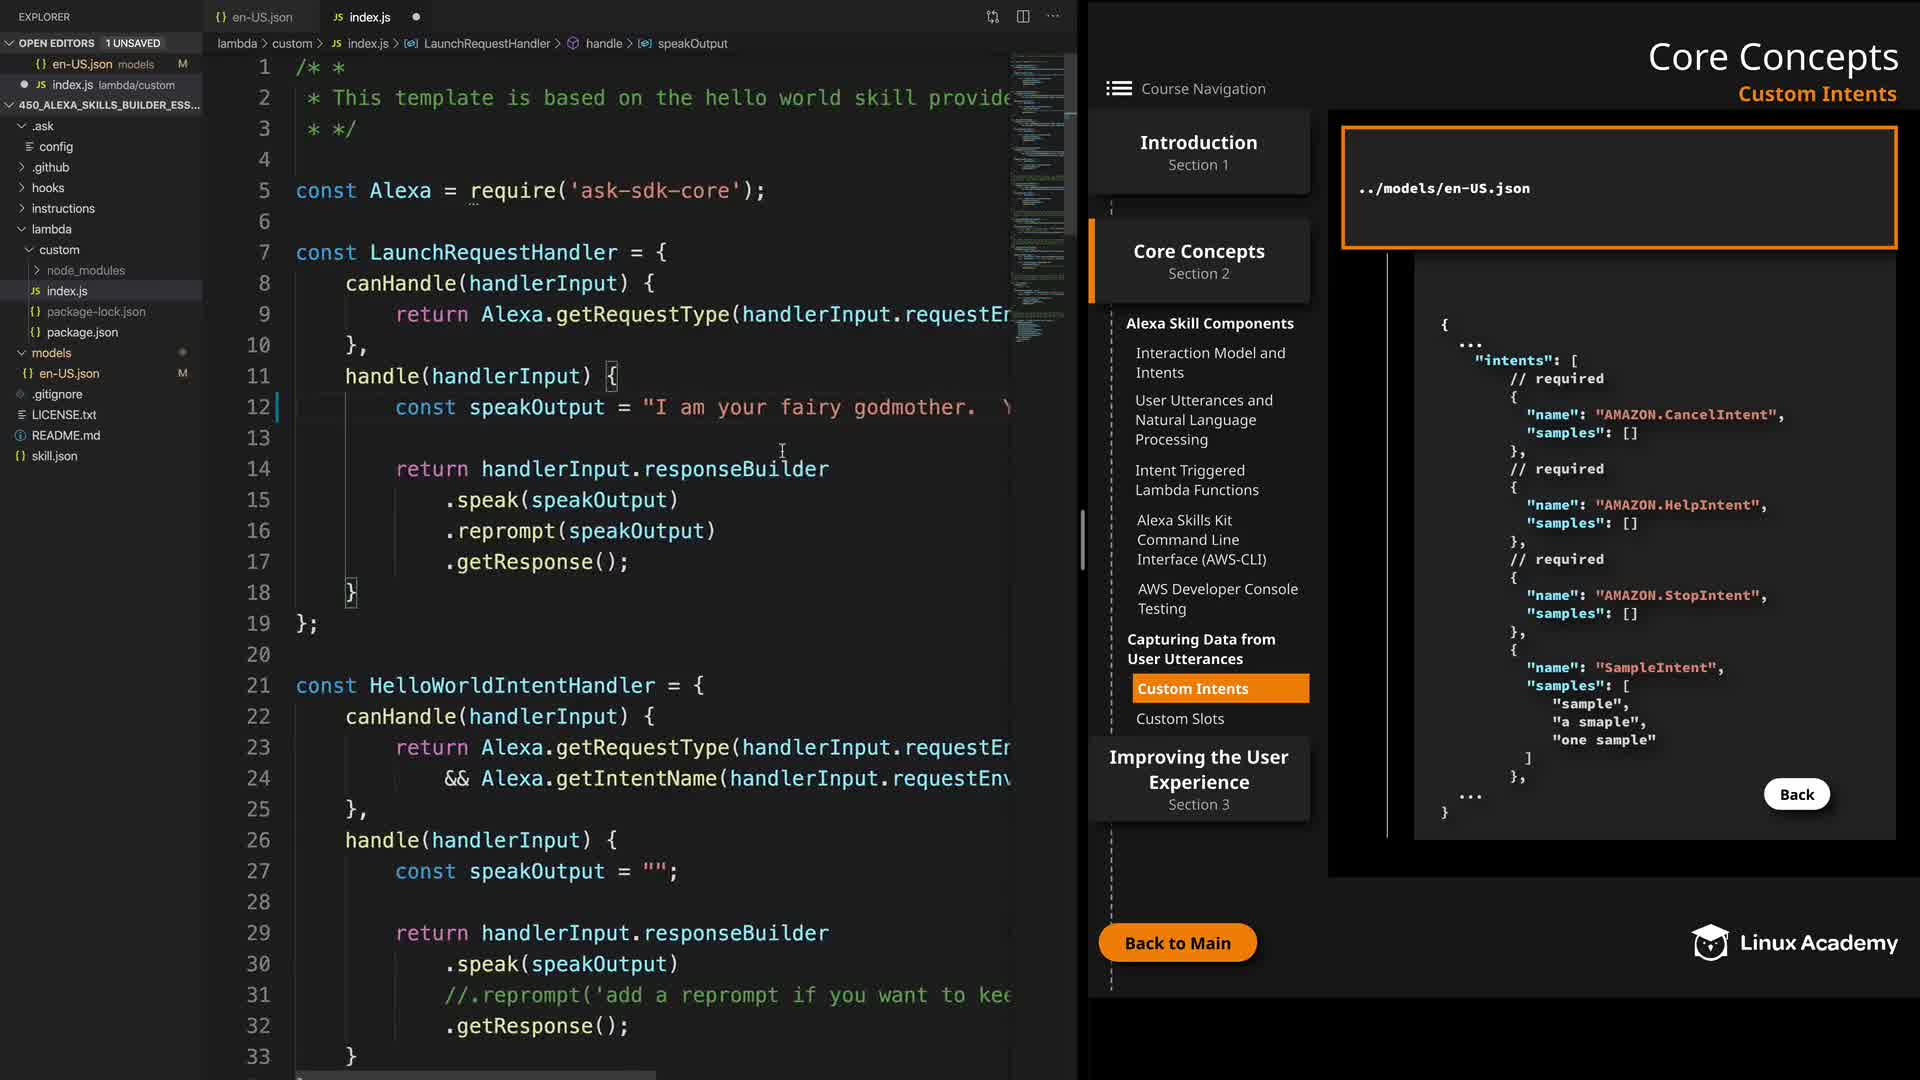 EXPLORER
OPEN EDITORS 1 UNSAVED
{} en-US.json models M
JS index.js lambda/custom
450_ALEXA_SKILLS_BUILDER_ESS...
.ask
config
.github
hooks
instructions
lambda
custom
node_modules
JS index.js
{} package-lock.json
{} package.json
models
{} en-US.json M
.gitignore
LICENSE.txt
README.md
{} skill.json
{} en-US.json
JS index.js
lambda > custom > JS index.js > LaunchRequestHandler > handle > speakOutput
1 /* *
2 * This template is based on the hello world skill provide
3 * */
4
5 const Alexa = require('ask-sdk-core');
6
7 const LaunchRequestHandler = {
8 canHandle(handlerInput) {
9 return Alexa.getRequestType(handlerInput.requestEn
10 },
11 handle(handlerInput) {
12 const speakOutput = "I am your fairy godmother.
13
14 return handlerInput.responseBuilder
15 .speak(speakOutput)
16 .reprompt(speakOutput)
17 .getResponse();
18 }
19 };
20
21 const HelloWorldIntentHandler = {
22 canHandle(handlerInput) {
23 return Alexa.getRequestType(handlerInput.requestEn
24 && Alexa.getIntentName(handlerInput.requestEnv
25 },
26 handle(handlerInput) {
27 const speakOutput = "";
28
29 return handlerInput.responseBuilder
30 .speak(speakOutput)
31 //.reprompt('add a reprompt if you want to kee
32 .getResponse();
33 }
Core Concepts
Custom Intents
Course Navigation
Introduction
Section 1
Core Concepts
Section 2
Alexa Skill Components
Interaction Model and
Intents
User Utterances and
Natural Language
Processing
Intent Triggered
Lambda Functions
Alexa Skills Kit
Command Line
Interface (AWS-CLI)
AWS Developer Console
Testing
Capturing Data from
User Utterances
Custom Intents
Custom Slots
Improving the User
Experience
Section 3
Back to Main
../models/en-US.json
{
...
"intents": [
// required
{
"name": "AMAZON.CancelIntent",
"samples": []
},
// required
{
"name": "AMAZON.HelpIntent",
"samples": []
},
// required
{
"name": "AMAZON.StopIntent",
"samples": []
},
{
"name": "SampleIntent",
"samples": [
"sample",
"a smaple",
"one sample"
]
},
...
}
Back
Linux Academy